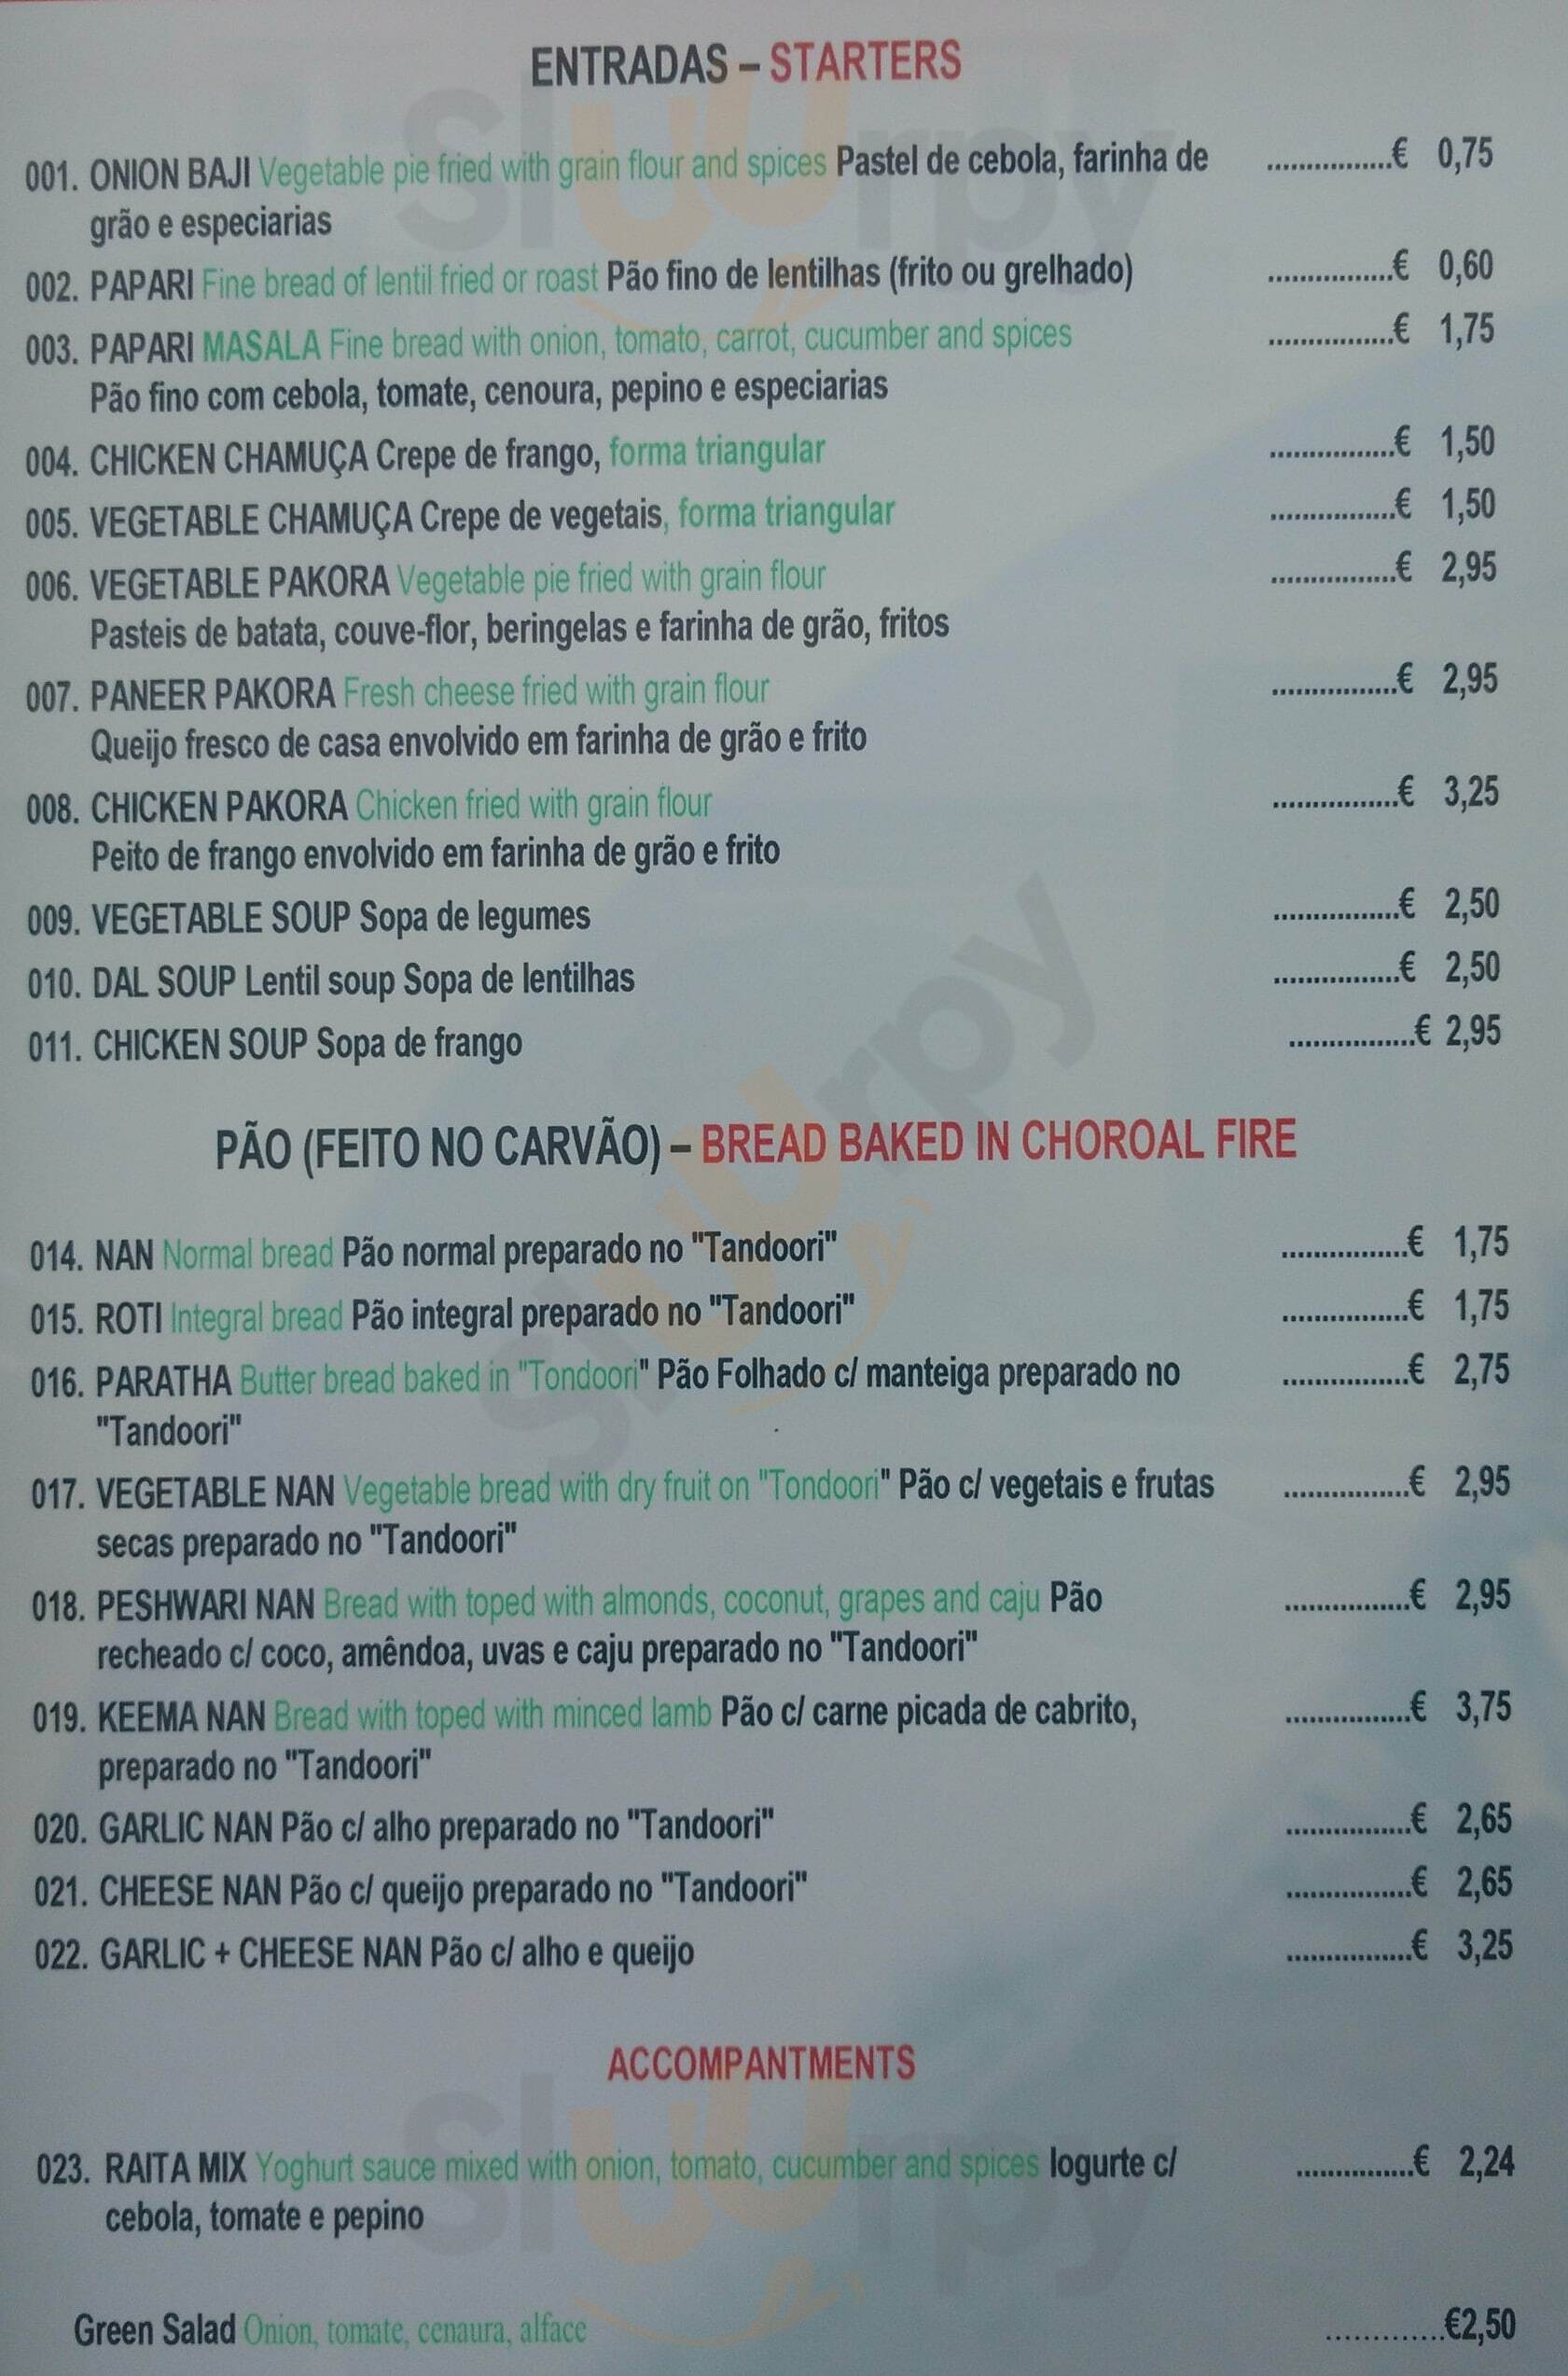 ENTRADAS – STARTERS
001. ONION BAJI Vegetable pie fried with grain flour and spices Pastel de cebola, farinha de ................€ 0,75
grão e especiarias
002. PAPARI Fine bread of lentil fried or roast Pão fino de lentilhas (frito ou grelhado) ................€ 0,60
003. PAPARI MASALA Fine bread with onion, tomato, carrot, cucumber and spices ................€ 1,75
Pão fino com cebola, tomate, cenoura, pepino e especiarias
004. CHICKEN CHAMUÇA Crepe de frango, forma triangular ................€ 1,50
005. VEGETABLE CHAMUÇA Crepe de vegetais, forma triangular ................€ 1,50
006. VEGETABLE PAKORA Vegetable pie fried with grain flour ................€ 2,95
Pasteis de batata, couve-flor, beringelas e farinha de grão, fritos
007. PANEER PAKORA Fresh cheese fried with grain flour ................€ 2,95
Queijo fresco de casa envolvido em farinha de grão e frito
008. CHICKEN PAKORA Chicken fried with grain flour ................€ 3,25
Peito de frango envolvido em farinha de grão e frito
009. VEGETABLE SOUP Sopa de legumes ................€ 2,50
010. DAL SOUP Lentil soup Sopa de lentilhas ................€ 2,50
011. CHICKEN SOUP Sopa de frango ................€ 2,95
PÃO (FEITO NO CARVÃO) – BREAD BAKED IN CHOROAL FIRE
014. NAN Normal bread Pão normal preparado no "Tandoori" ................€ 1,75
015. ROTI Integral bread Pão integral preparado no "Tandoori" ................€ 1,75
016. PARATHA Butter bread baked in "Tondoori" Pão Folhado c/ manteiga preparado no ................€ 2,75
"Tandoori"
017. VEGETABLE NAN Vegetable bread with dry fruit on "Tondoori" Pão c/ vegetais e frutas ................€ 2,95
secas preparado no "Tandoori"
018. PESHWARI NAN Bread with toped with almonds, coconut, grapes and caju Pão ................€ 2,95
recheado c/ coco, amêndoa, uvas e caju preparado no "Tandoori"
019. KEEMA NAN Bread with toped with minced lamb Pão c/ carne picada de cabrito, ................€ 3,75
preparado no "Tandoori"
020. GARLIC NAN Pão c/ alho preparado no "Tandoori" ................€ 2,65
021. CHEESE NAN Pão c/ queijo preparado no "Tandoori" ................€ 2,65
022. GARLIC + CHEESE NAN Pão c/ alho e queijo ................€ 3,25
ACCOMPANTMENTS
023. RAITA MIX Yoghurt sauce mixed with onion, tomato, cucumber and spices Iogurte c/ ...............€ 2,24
cebola, tomate e pepino
Green Salad Onion, tomate, cenaura, alface .............€2,50
Sluurpy
Sluurpy
Sluurpy